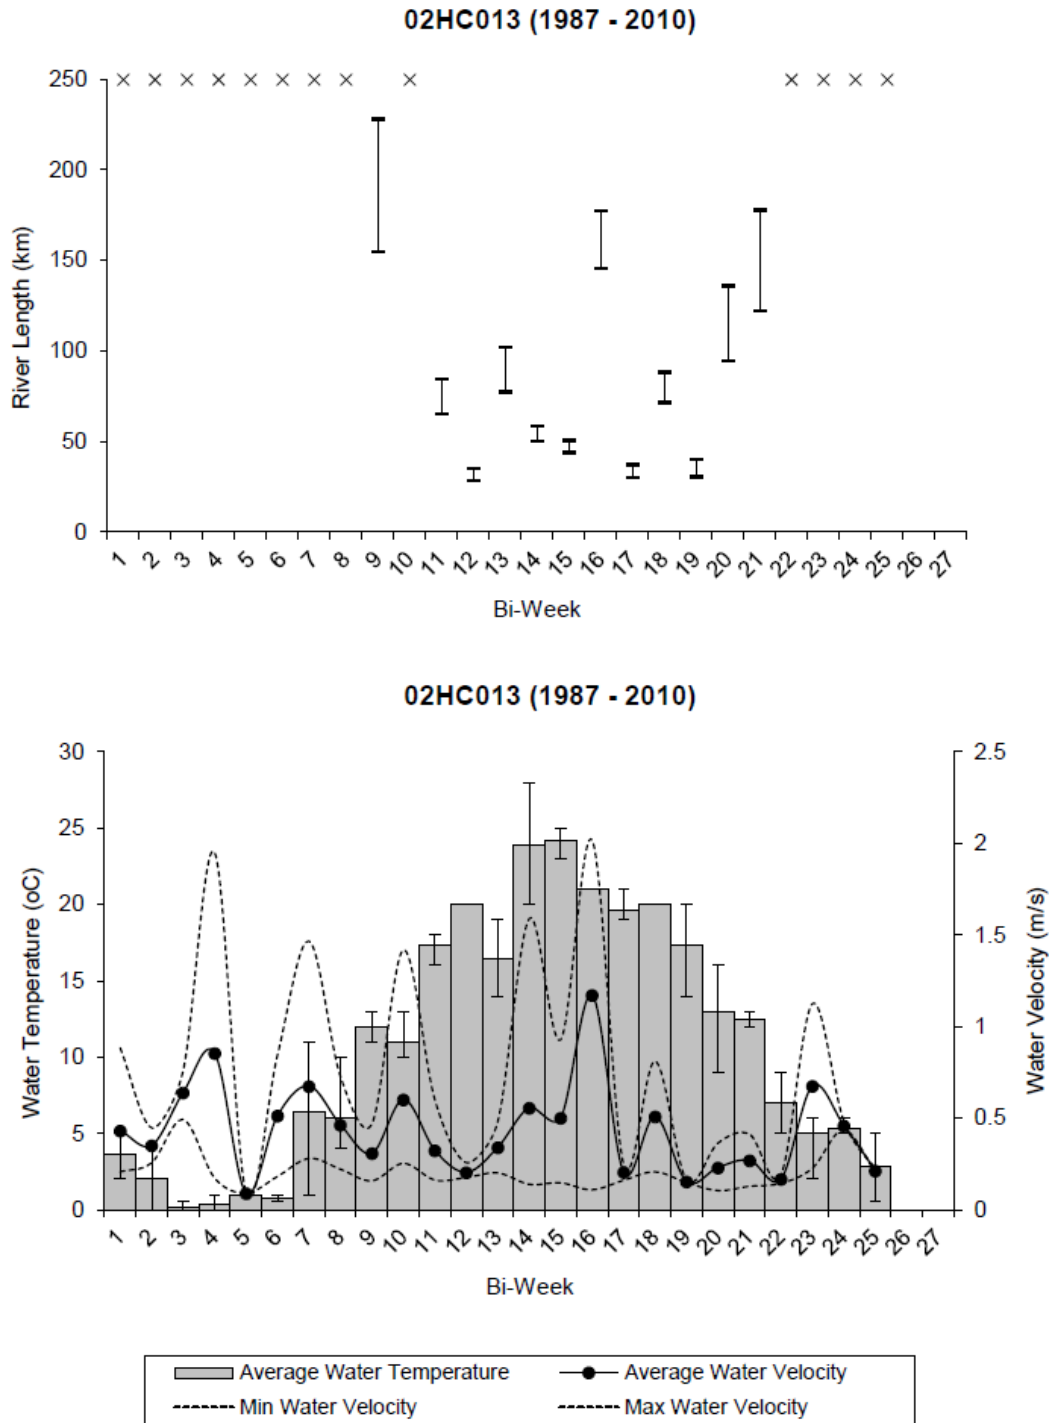 02HC013 (1987 - 2010)
250
200
150
100
50
0
River Length (km)
1 2 3 4 5 6 7 8 9 10 11 12 13 14 15 16 17 18 19 20 21 22 23 24 25 26 27
Bi-Week
02HC013 (1987 - 2010)
30
25
20
15
10
5
0
Water Temperature (oC)
2.5
2
1.5
1
0.5
0
Water Velocity (m/s)
1 2 3 4 5 6 7 8 9 10 11 12 13 14 15 16 17 18 19 20 21 22 23 24 25 26 27
Bi-Week
Average Water Temperature Average Water Velocity
Min Water Velocity Max Water Velocity